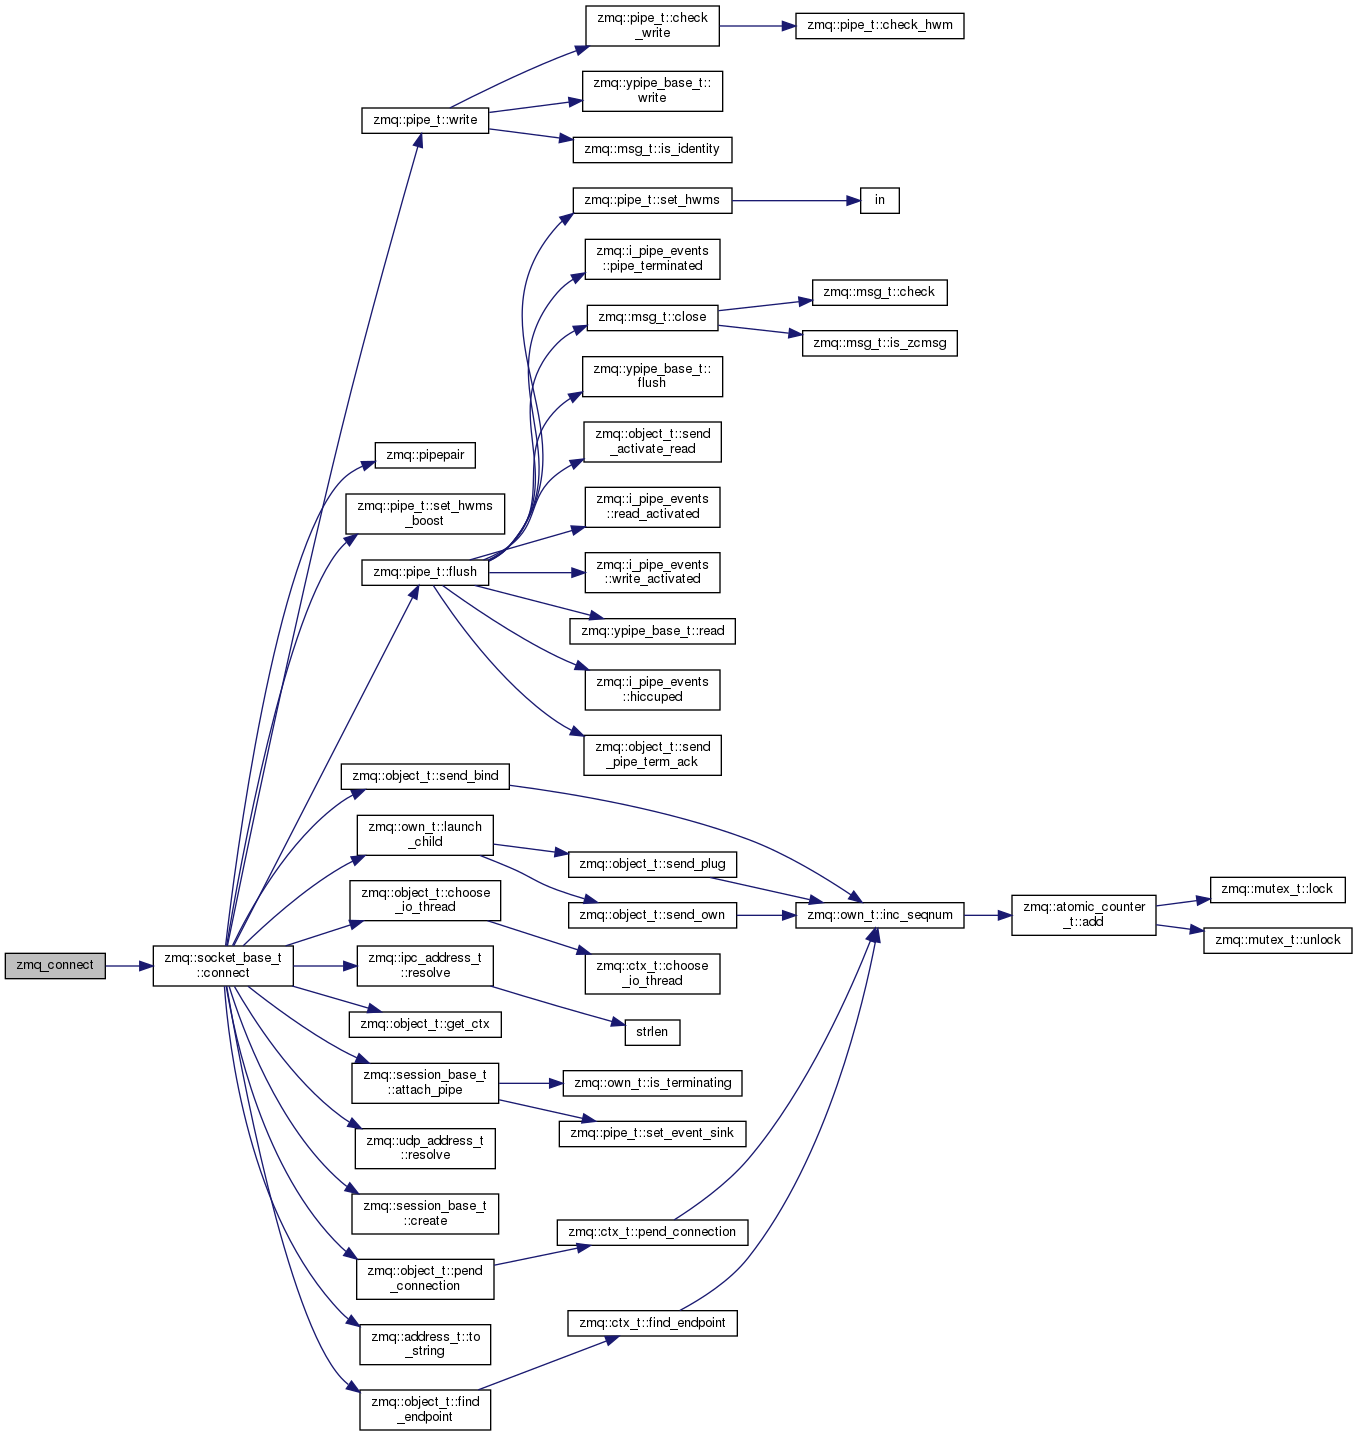 zmq::pipe_t::check
_write
zmq::pipe_t::check_hwm
zmq::ypipe_base_t::
write
zmq::pipe_t::write
zmq::msg_t::is_identity
zmq::pipe_t::set_hwms
in
zmq::i_pipe_events
::pipe_terminated
zmq::msg_t::check
zmq::msg_t::close
zmq::msg_t::is_zcmsg
zmq::ypipe_base_t::
flush
zmq::object_t::send
_activate_read
zmq::pipepair
zmq::pipe_t::set_hwms
_boost
zmq::i_pipe_events
::read_activated
zmq::pipe_t::flush
zmq::i_pipe_events
::write_activated
zmq::ypipe_base_t::read
zmq::i_pipe_events
::hiccuped
zmq::object_t::send
_pipe_term_ack
zmq::object_t::send_bind
zmq::own_t::launch
_child
zmq::object_t::send_plug
zmq::object_t::choose
_io_thread
zmq::object_t::send_own
zmq::own_t::inc_seqnum
zmq::atomic_counter
_t::add
zmq::mutex_t::lock
zmq::mutex_t::unlock
zmq_connect
zmq::socket_base_t
::connect
zmq::ipc_address_t
::resolve
zmq::ctx_t::choose
_io_thread
zmq::object_t::get_ctx
strlen
zmq::session_base_t
::attach_pipe
zmq::own_t::is_terminating
zmq::pipe_t::set_event_sink
zmq::udp_address_t
::resolve
zmq::session_base_t
::create
zmq::ctx_t::pend_connection
zmq::object_t::pend
_connection
zmq::address_t::to
_string
zmq::ctx_t::find_endpoint
zmq::object_t::find
_endpoint